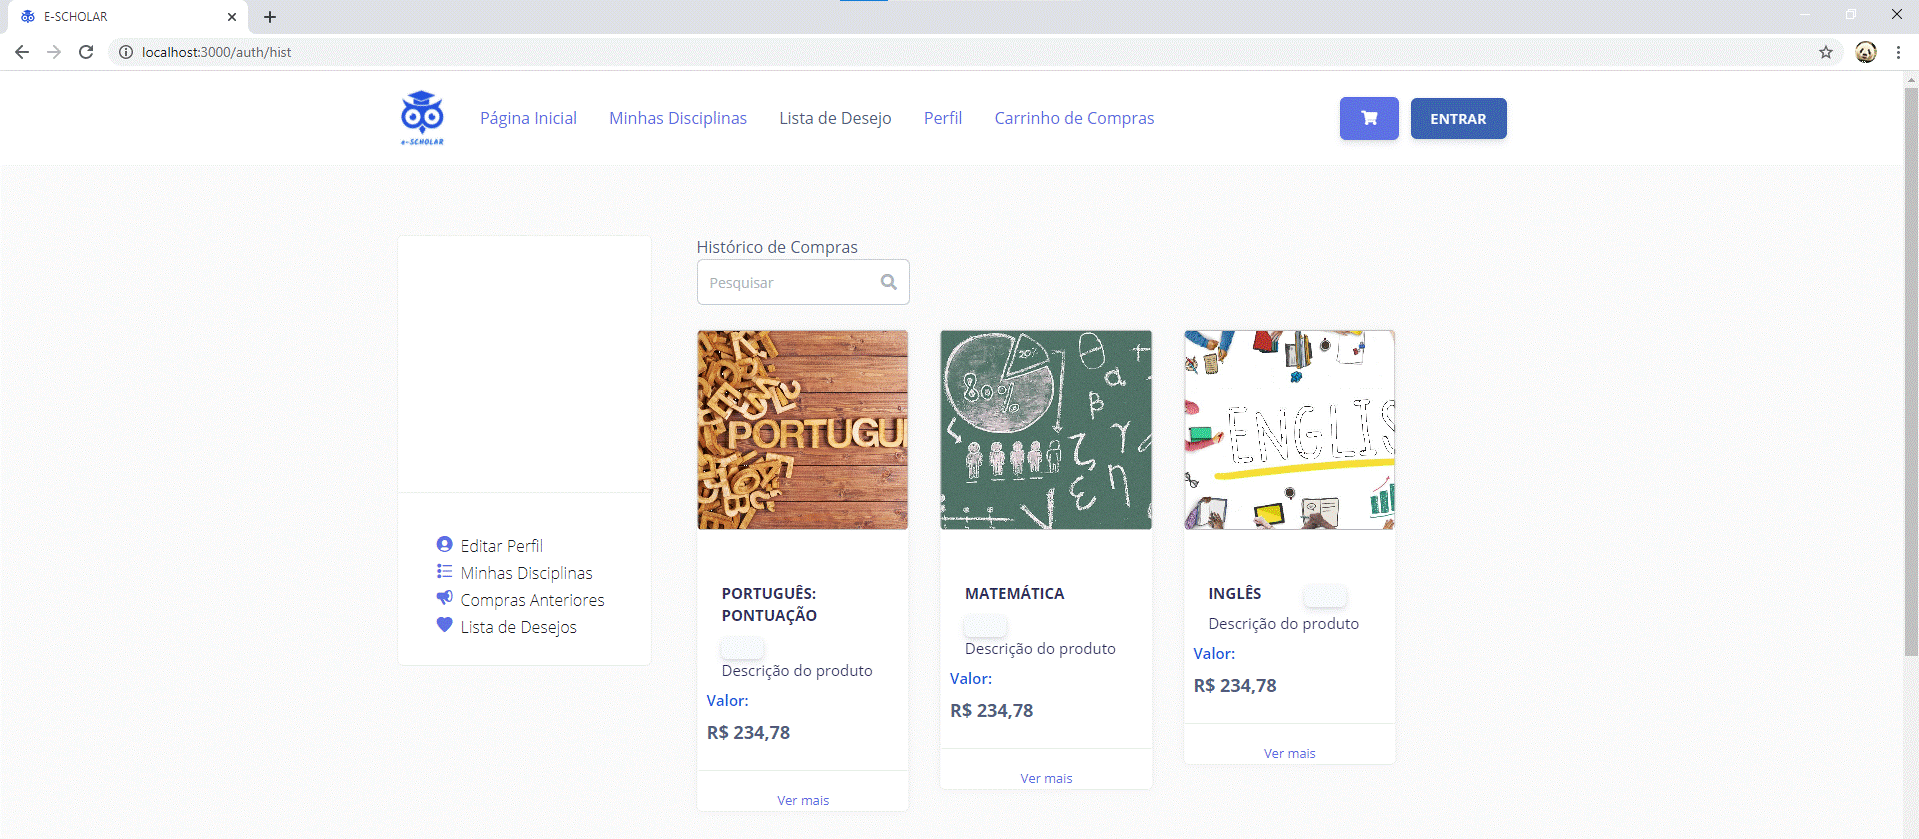 E-SCHOLAR
localhost:3000/auth/hist
e-SCHOLAR
Página Inicial
Minhas Disciplinas
Lista de Desejo
Perfil
Carrinho de Compras
ENTRAR
Histórico de Compras
Pesquisar
Editar Perfil
Minhas Disciplinas
Compras Anteriores
Lista de Desejos
PORTUGU
PORTUGUÊS:
PONTUAÇÃO
Descrição do produto
Valor:
R$ 234,78
Ver mais
80%
20%
θ
+
α
β
γ
ζ
η
ξ
MATEMÁTICA
Descrição do produto
Valor:
R$ 234,78
Ver mais
ENGLIS
INGLÊS
Descrição do produto
Valor:
R$ 234,78
Ver mais